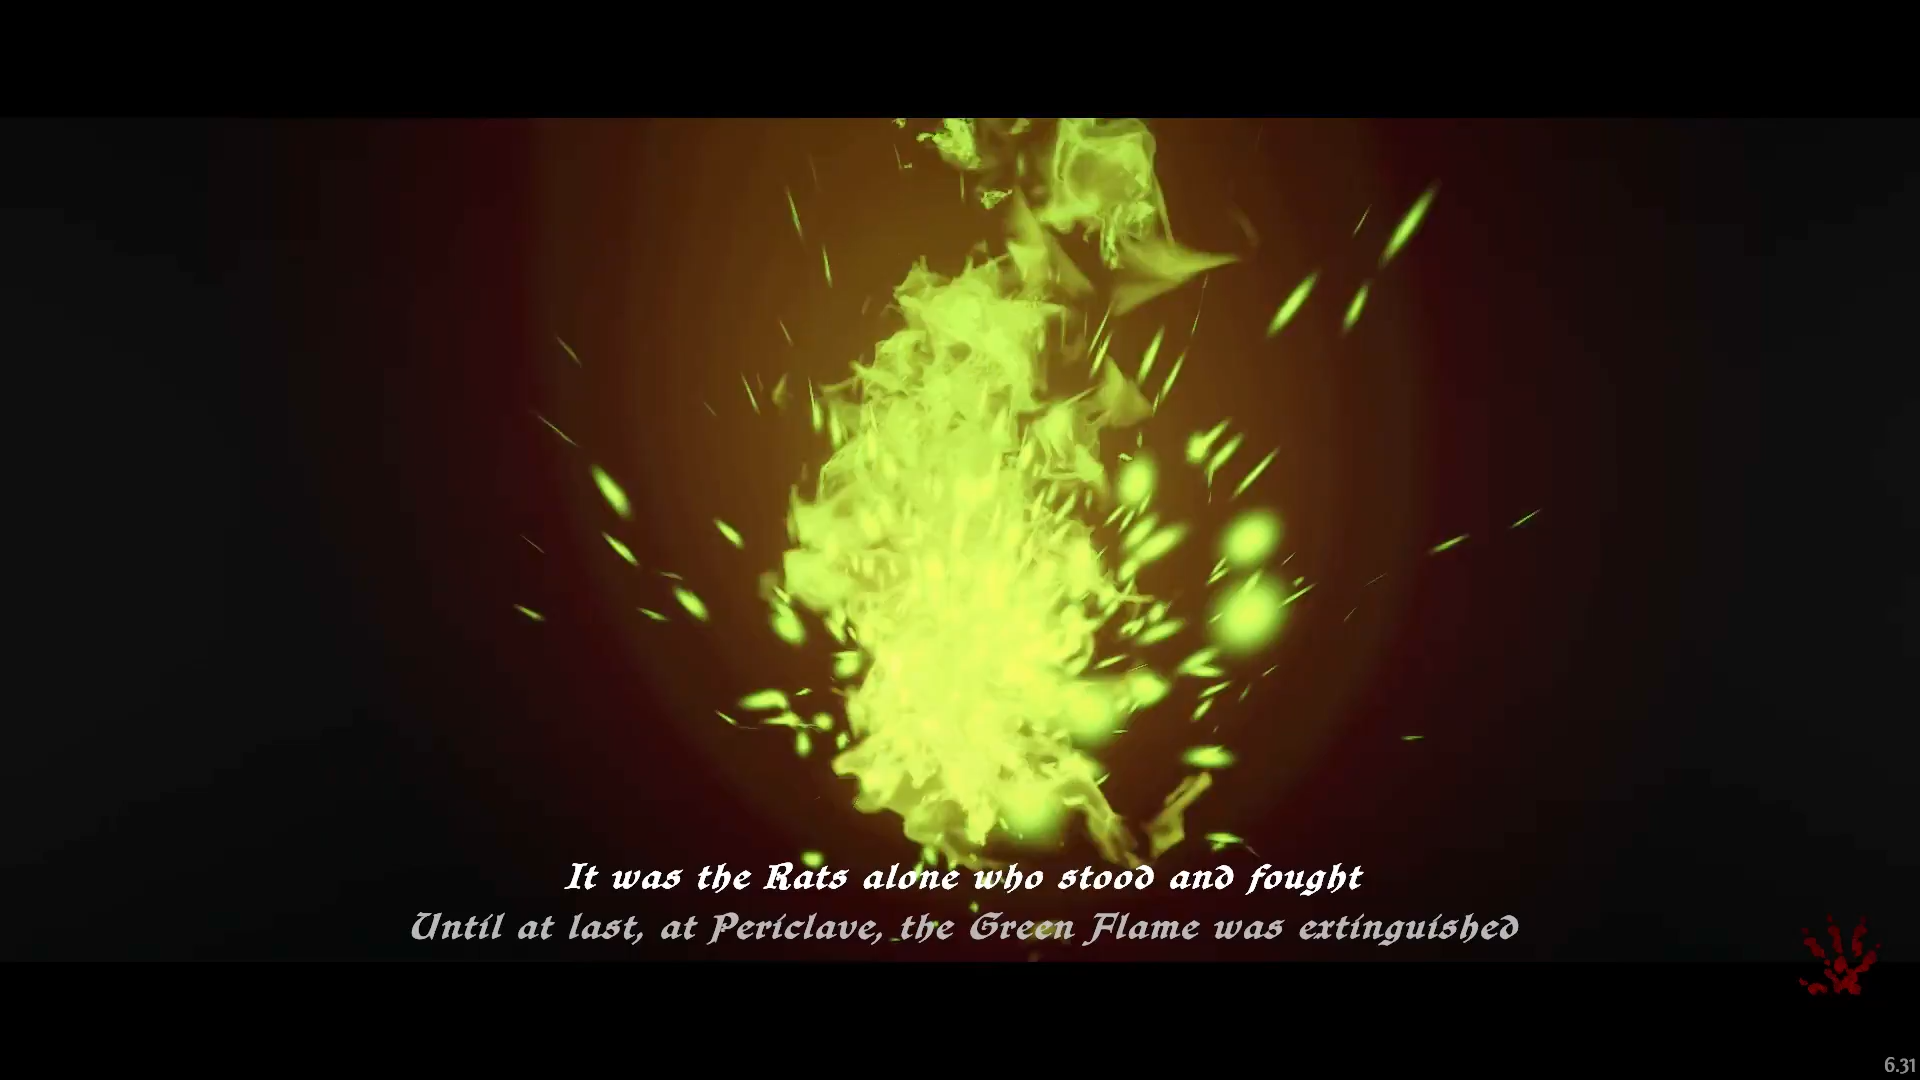 It was the Rats alone who stood and fought
Until at last, at Periclave, the Green Flame was extinguished
6.31